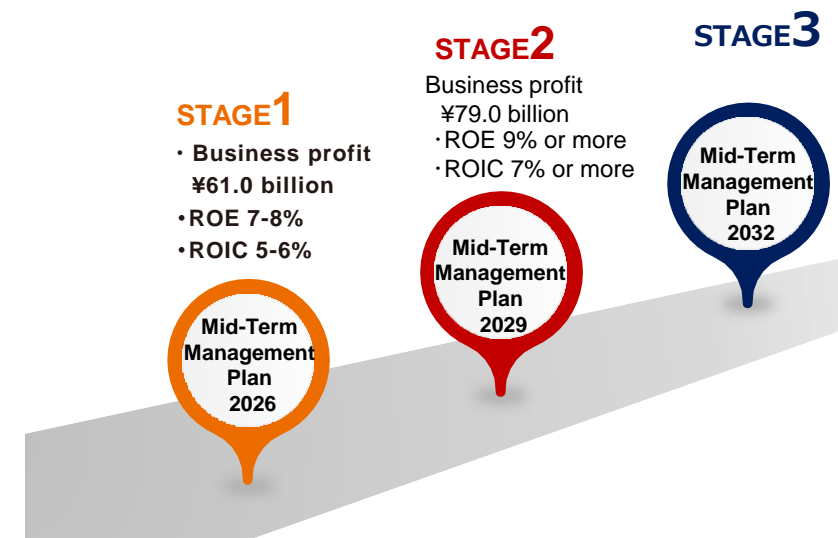 STAGE1
・Business profit
¥61.0 billion
・ROE 7-8%
・ROIC 5-6%
Mid-Term
Management
Plan
2026
STAGE2
Business profit
¥79.0 billion
・ROE 9% or more
・ROIC 7% or more
Mid-Term
Management
Plan
2029
STAGE3
Mid-Term
Management
Plan
2032